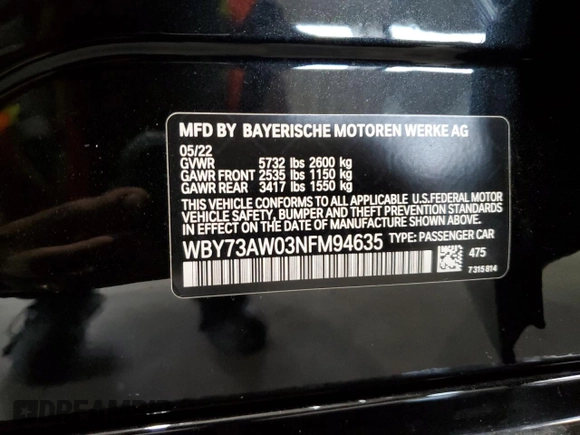 MFD BY BAYERISCHE MOTOREN WERKE AG
05/22
GVWR 5732 lbs 2600 kg
GAWR FRONT 2535 lbs 1150 kg
GAWR REAR 3417 lbs 1550 kg
THIS VEHICLE CONFORMS TO ALL APPLICABLE U.S.FEDERAL MOTOR
VEHICLE SAFETY, BUMPER AND THEFT PREVENTION STANDARDS
IN EFFECT ON THE DATE OF MANUFACTURE SHOWN ABOVE.
WBY73AW03NFM94635 TYPE: PASSENGER CAR
475
7315814